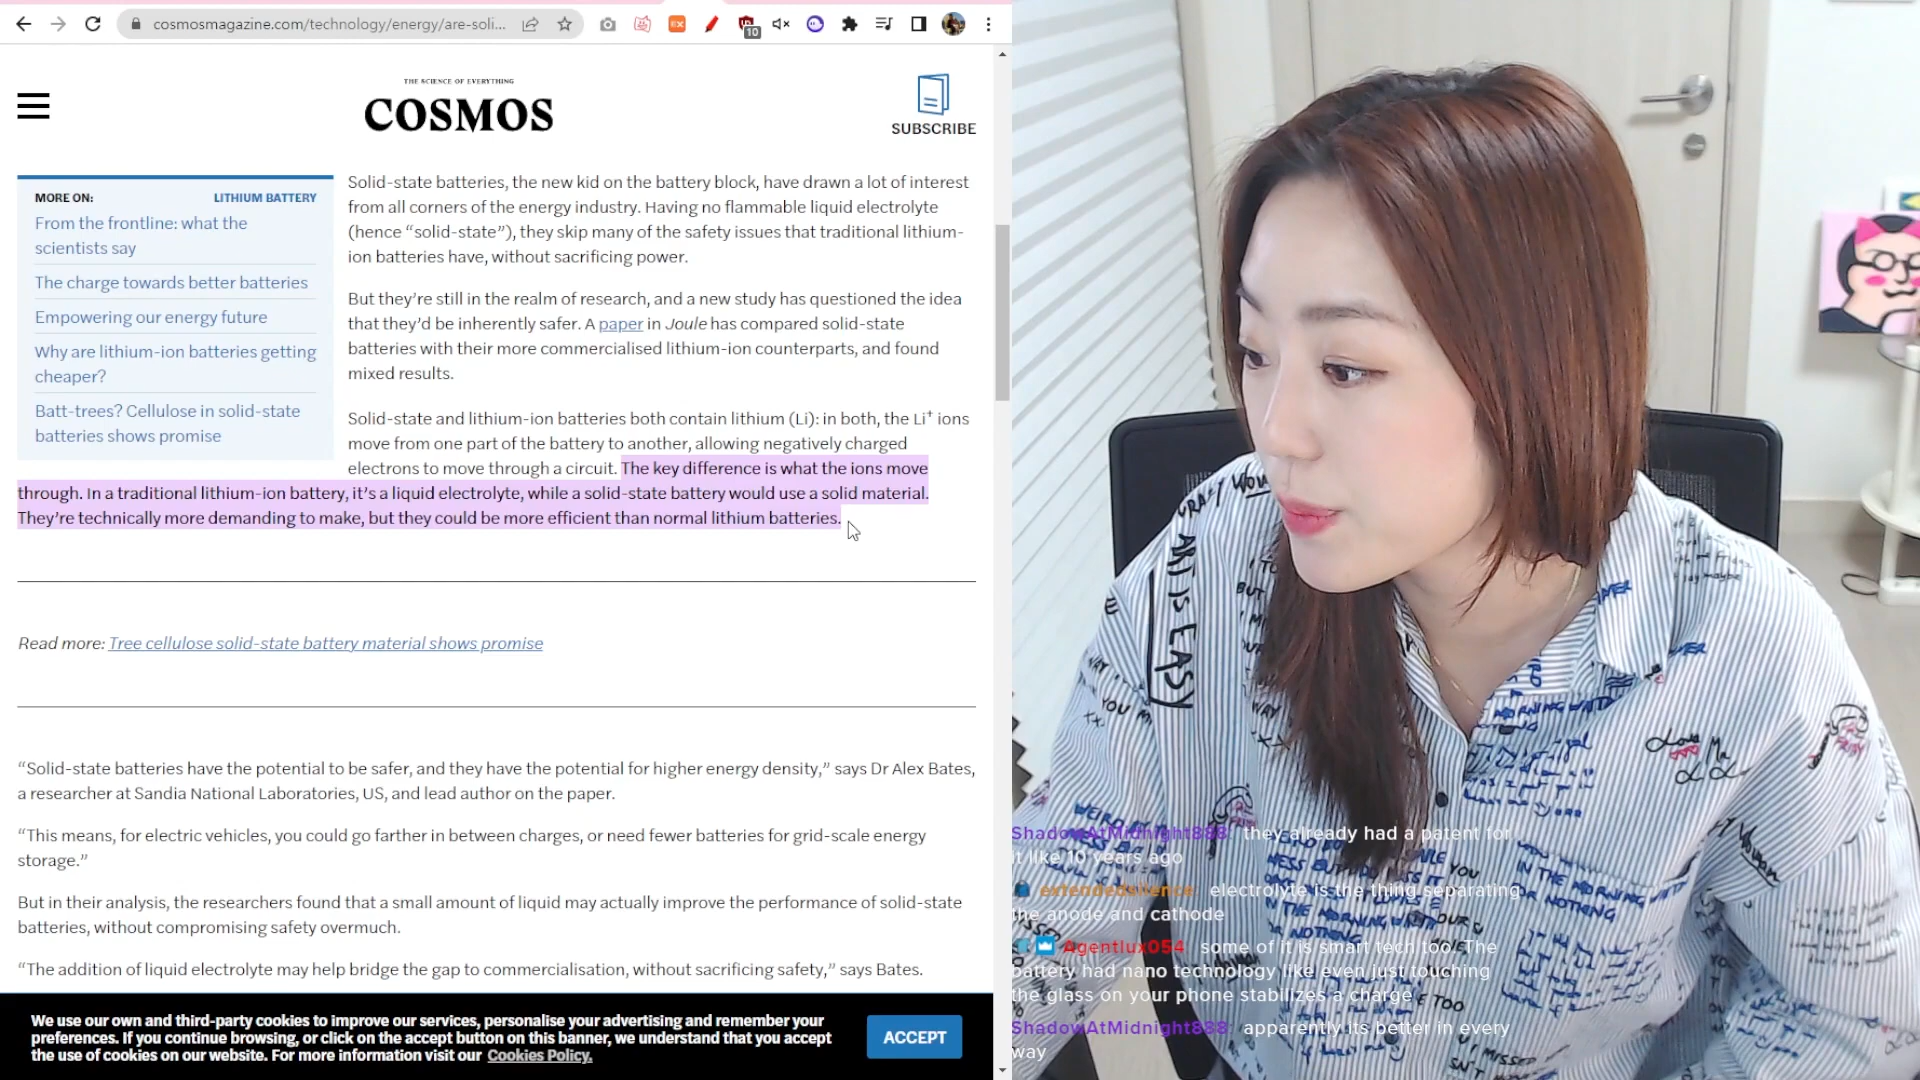 cosmosmagazine.com/technology/energy/are-soli...
10
THE SCIENCE OF EVERYTHING
COSMOS
SUBSCRIBE
MORE ON: LITHIUM BATTERY
From the frontline: what the
scientists say
The charge towards better batteries
Empowering our energy future
Why are lithium-ion batteries getting
cheaper?
Batt-trees? Cellulose in solid-state
batteries shows promise
Solid-state batteries, the new kid on the battery block, have drawn a lot of interest
from all corners of the energy industry. Having no flammable liquid electrolyte
(hence “solid-state”), they skip many of the safety issues that traditional lithium-
ion batteries have, without sacrificing power.
But they’re still in the realm of research, and a new study has questioned the idea
that they’d be inherently safer. A paper in Joule has compared solid-state
batteries with their more commercialised lithium-ion counterparts, and found
mixed results.
Solid-state and lithium-ion batteries both contain lithium (Li): in both, the Li⁺ ions
move from one part of the battery to another, allowing negatively charged
electrons to move through a circuit. The key difference is what the ions move
through. In a traditional lithium-ion battery, it’s a liquid electrolyte, while a solid-state battery would use a solid material.
They’re technically more demanding to make, but they could be more efficient than normal lithium batteries.
Read more: Tree cellulose solid-state battery material shows promise
“Solid-state batteries have the potential to be safer, and they have the potential for higher energy density,” says Dr Alex Bates,
a researcher at Sandia National Laboratories, US, and lead author on the paper.
“This means, for electric vehicles, you could go farther in between charges, or need fewer batteries for grid-scale energy
storage.”
But in their analysis, the researchers found that a small amount of liquid may actually improve the performance of solid-state
batteries, without compromising safety overmuch.
“The addition of liquid electrolyte may help bridge the gap to commercialisation, without sacrificing safety,” says Bates.
We use our own and third-party cookies to improve our services, personalise your advertising and remember your
preferences. If you continue browsing, or click on the accept button on this banner, we understand that you accept
the use of cookies on our website. For more information visit our Cookies Policy.
ACCEPT
ART IS EASY
ShadowAtMidnight888: they already had a patent for
it like 10 years ago
extendedsilence: electrolyte is the thing separating
the anode and cathode
Agentlux054: some of it is smart tech too. The
battery had nano technology like even just touching
the glass on your phone stabilizes a charge
ShadowAtMidnight888: apparently its better in every
way